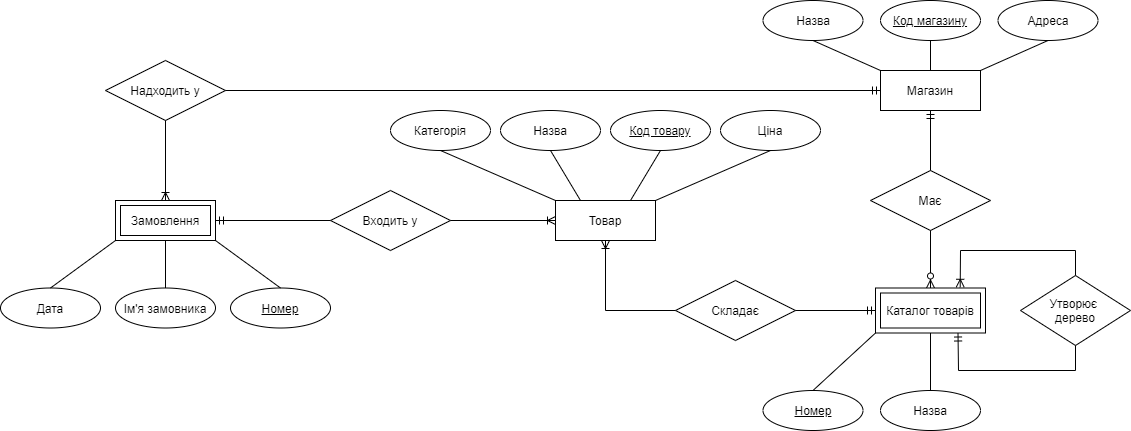 Назва
Код магазину
Адреса
Надходить у
Магазин
Категорія
Назва
Код товару
Ціна
Має
Замовлення
Входить у
Товар
Дата
Ім'я замовника
Номер
Складає
Каталог товарів
Утворює
дерево
Номер
Назва